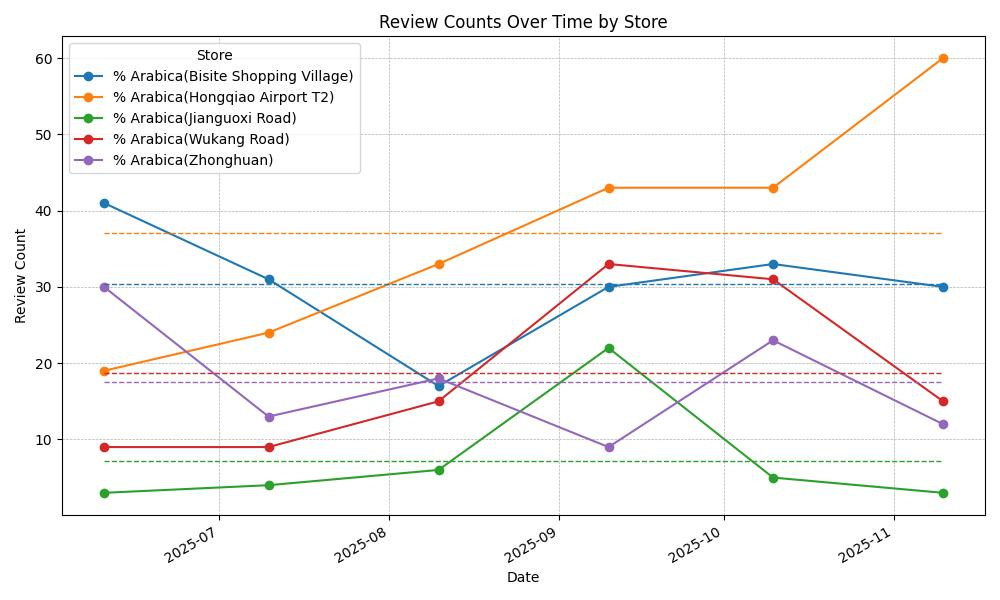 Review Counts Over Time by Store
Store
% Arabica(Bisite Shopping Village)
% Arabica(Hongqiao Airport T2)
% Arabica(Jianguoxi Road)
% Arabica(Wukang Road)
% Arabica(Zhonghuan)
Review Count
60
50
40
30
20
10
2025-07
2025-08
2025-09
2025-10
2025-11
Date